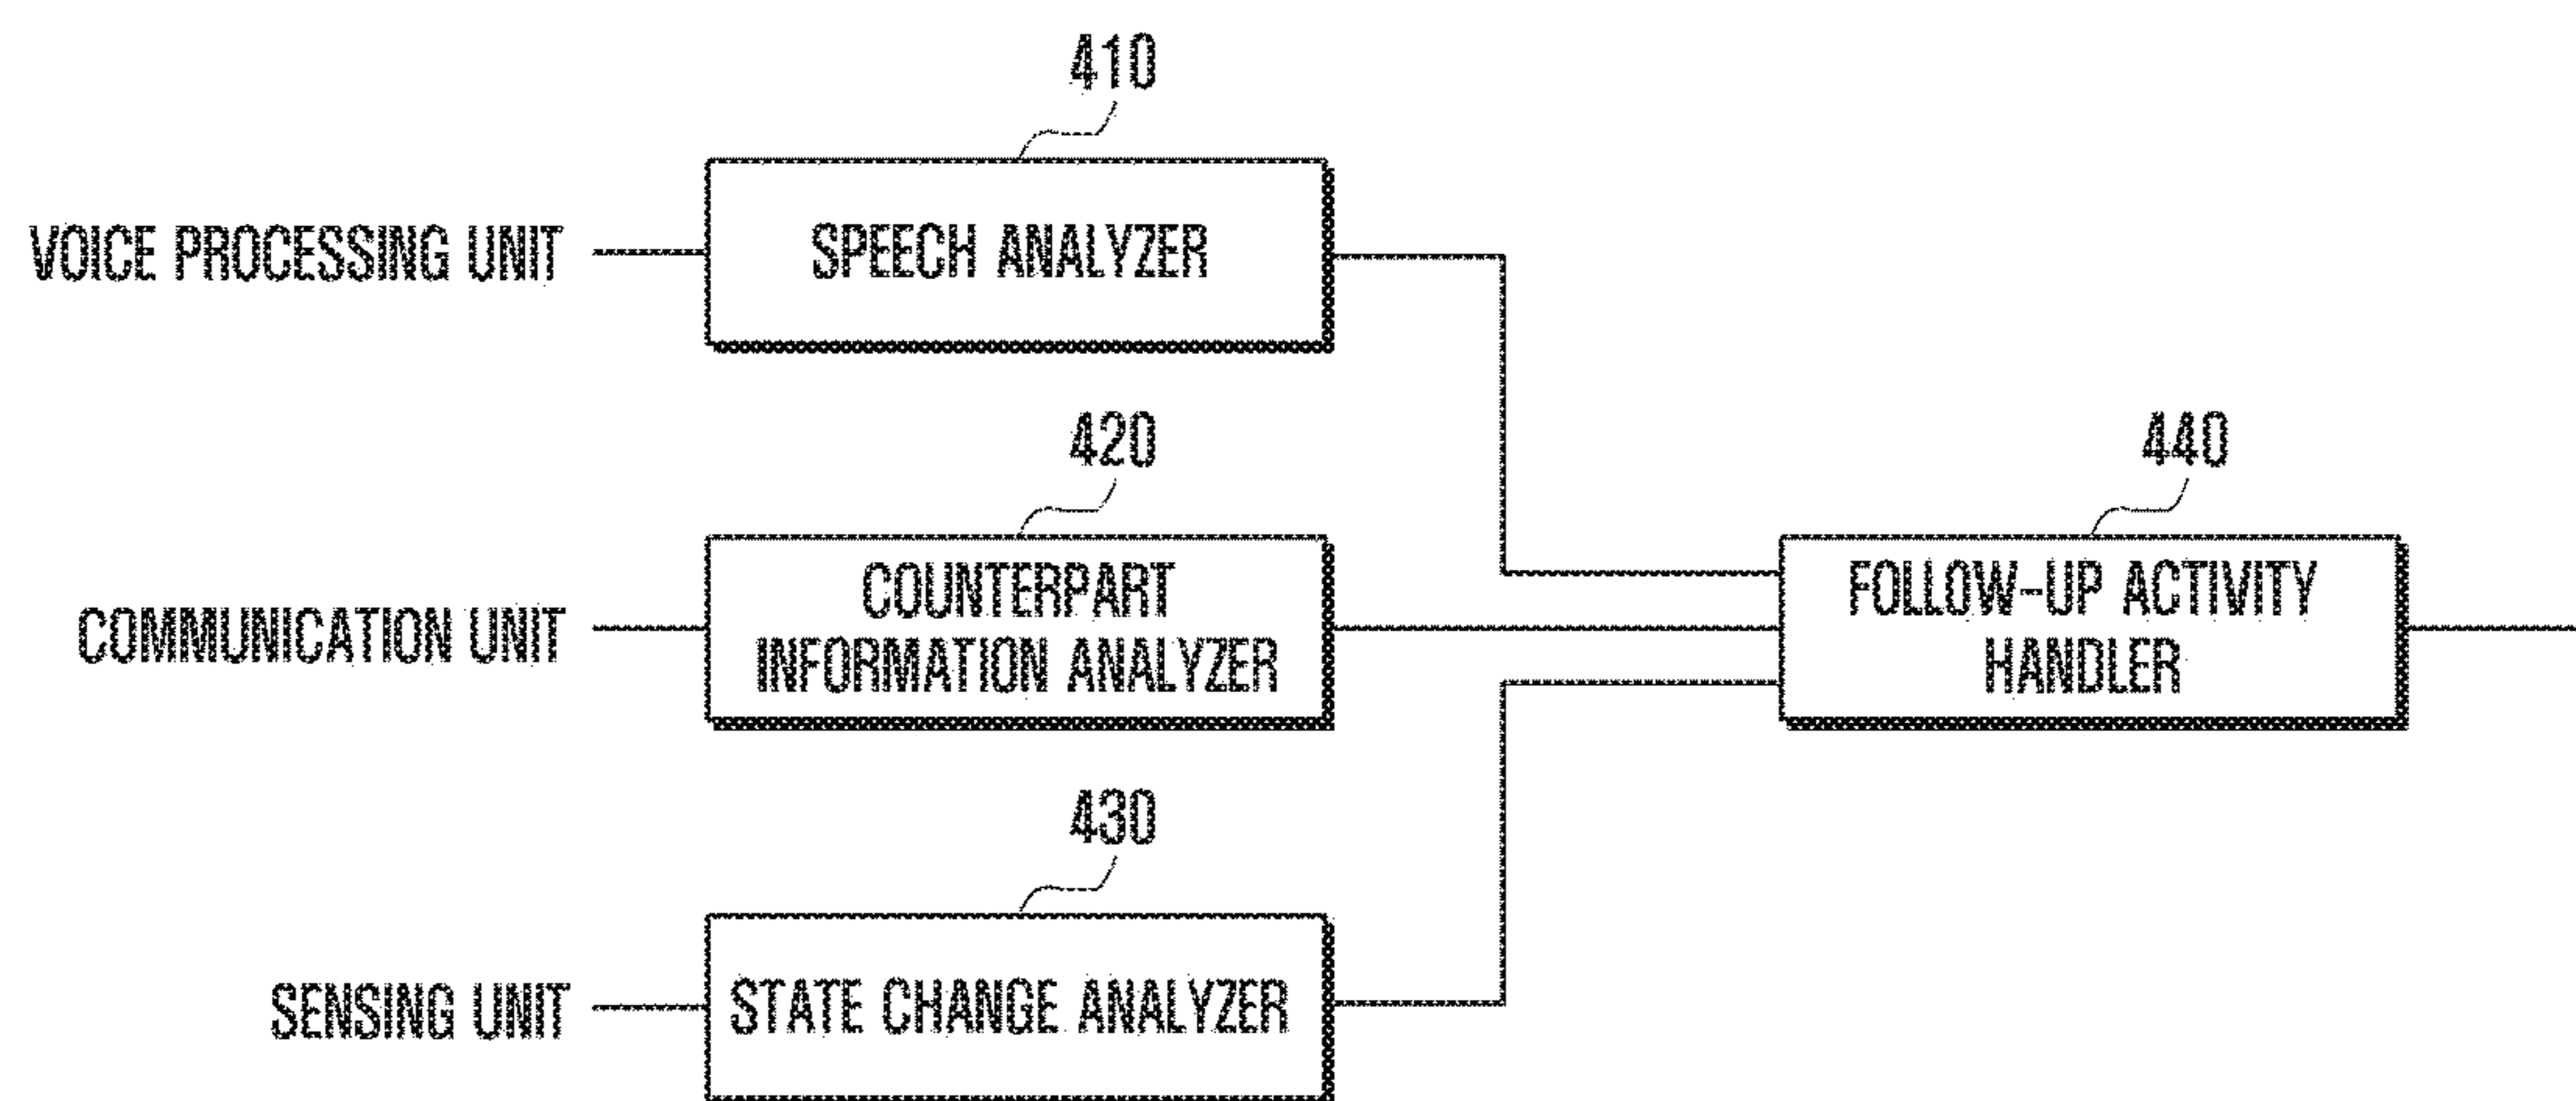 410
VOICE PROCESSING UNIT
SPEECH ANALYZER
420
440
COMMUNICATION UNIT
COUNTERPART
INFORMATION ANALYZER
FOLLOW-UP ACTIVITY
HANDLER
430
SENSING UNIT
STATE CHANGE ANALYZER